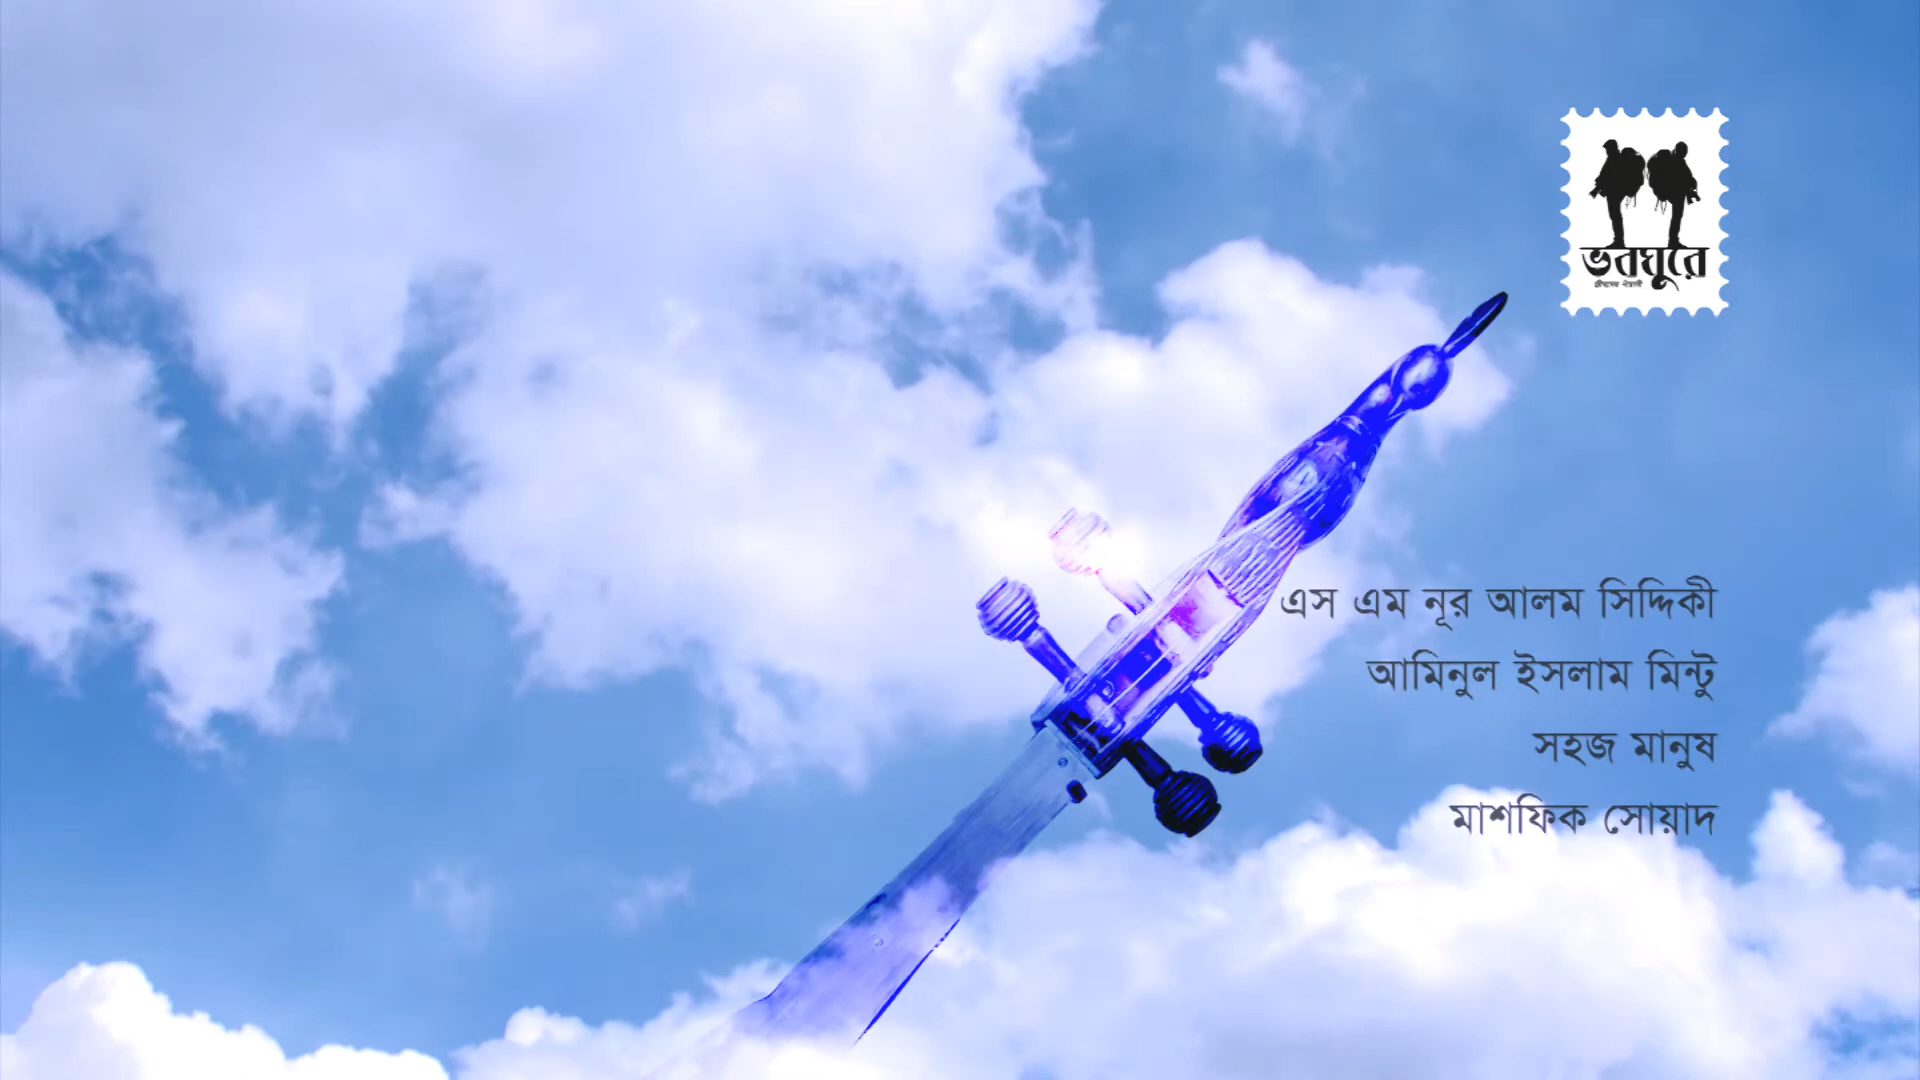 ভবঘুরে
এস এম নূর আলম সিদ্দিকী
আমিনুল ইসলাম মিন্টু
সহজ মানুষ
মাশফিক সোয়াদ